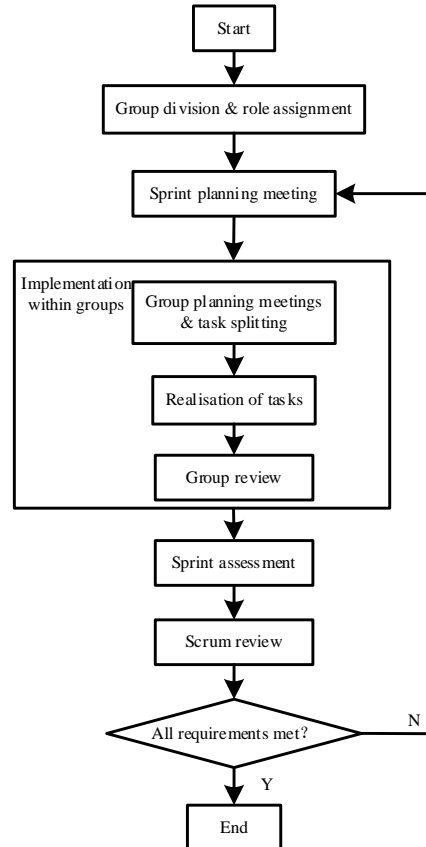 Start
Group division & role assignment
Sprint planning meeting
Implementation
within groups
Group planning meetings
& task splitting
Realisation of tasks
Group review
Sprint assessment
Scrum review
All requirements met?
N
Y
End